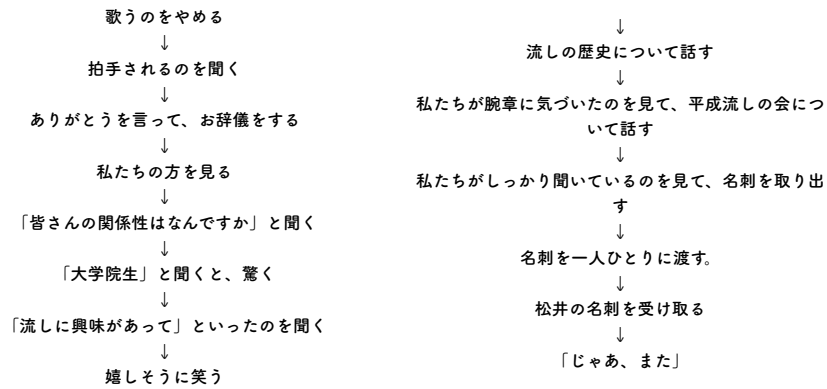 歌うのをやめる
↓
拍手されるのを聞く
↓
ありがとうを言って、お辞儀をする
↓
私たちの方を見る
↓
「皆さんの関係性はなんですか」と聞く
↓
「大学院生」と聞くと、驚く
↓
「流しに興味があって」といったのを聞く
↓
嬉しそうに笑う
↓
流しの歴史について話す
↓
私たちが腕章に気づいたのを見て、平成流しの会につ
いて話す
↓
私たちがしっかり聞いているのを見て、名刺を取り出
す
↓
名刺を一人ひとりに渡す。
↓
松井の名刺を受け取る
↓
「じゃあ、また」